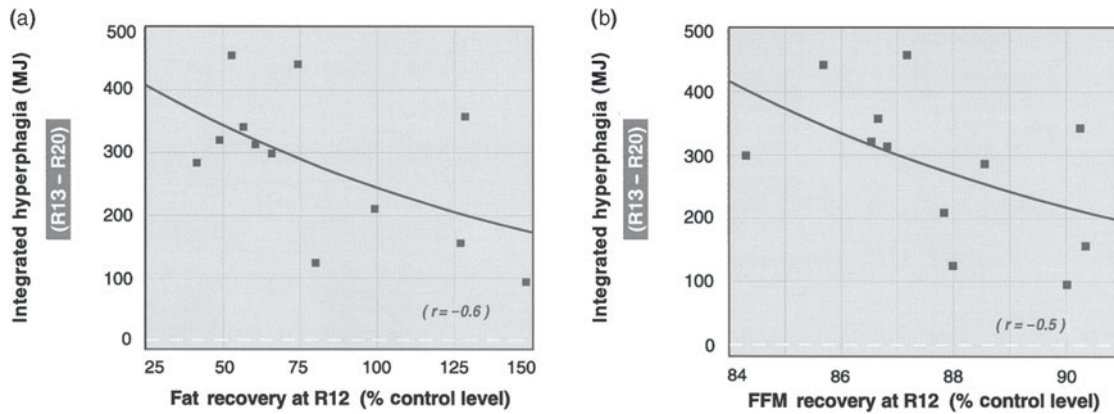 (a)
Integrated hyperphagia (MJ)
(R13 – R20)
500
400
300
200
100
0
25
50
75
100
125
150
(r = –0.6)
Fat recovery at R12 (% control level)
(b)
Integrated hyperphagia (MJ)
(R13 – R20)
500
400
300
200
100
0
84
86
88
90
(r = –0.5)
FFM recovery at R12 (% control level)